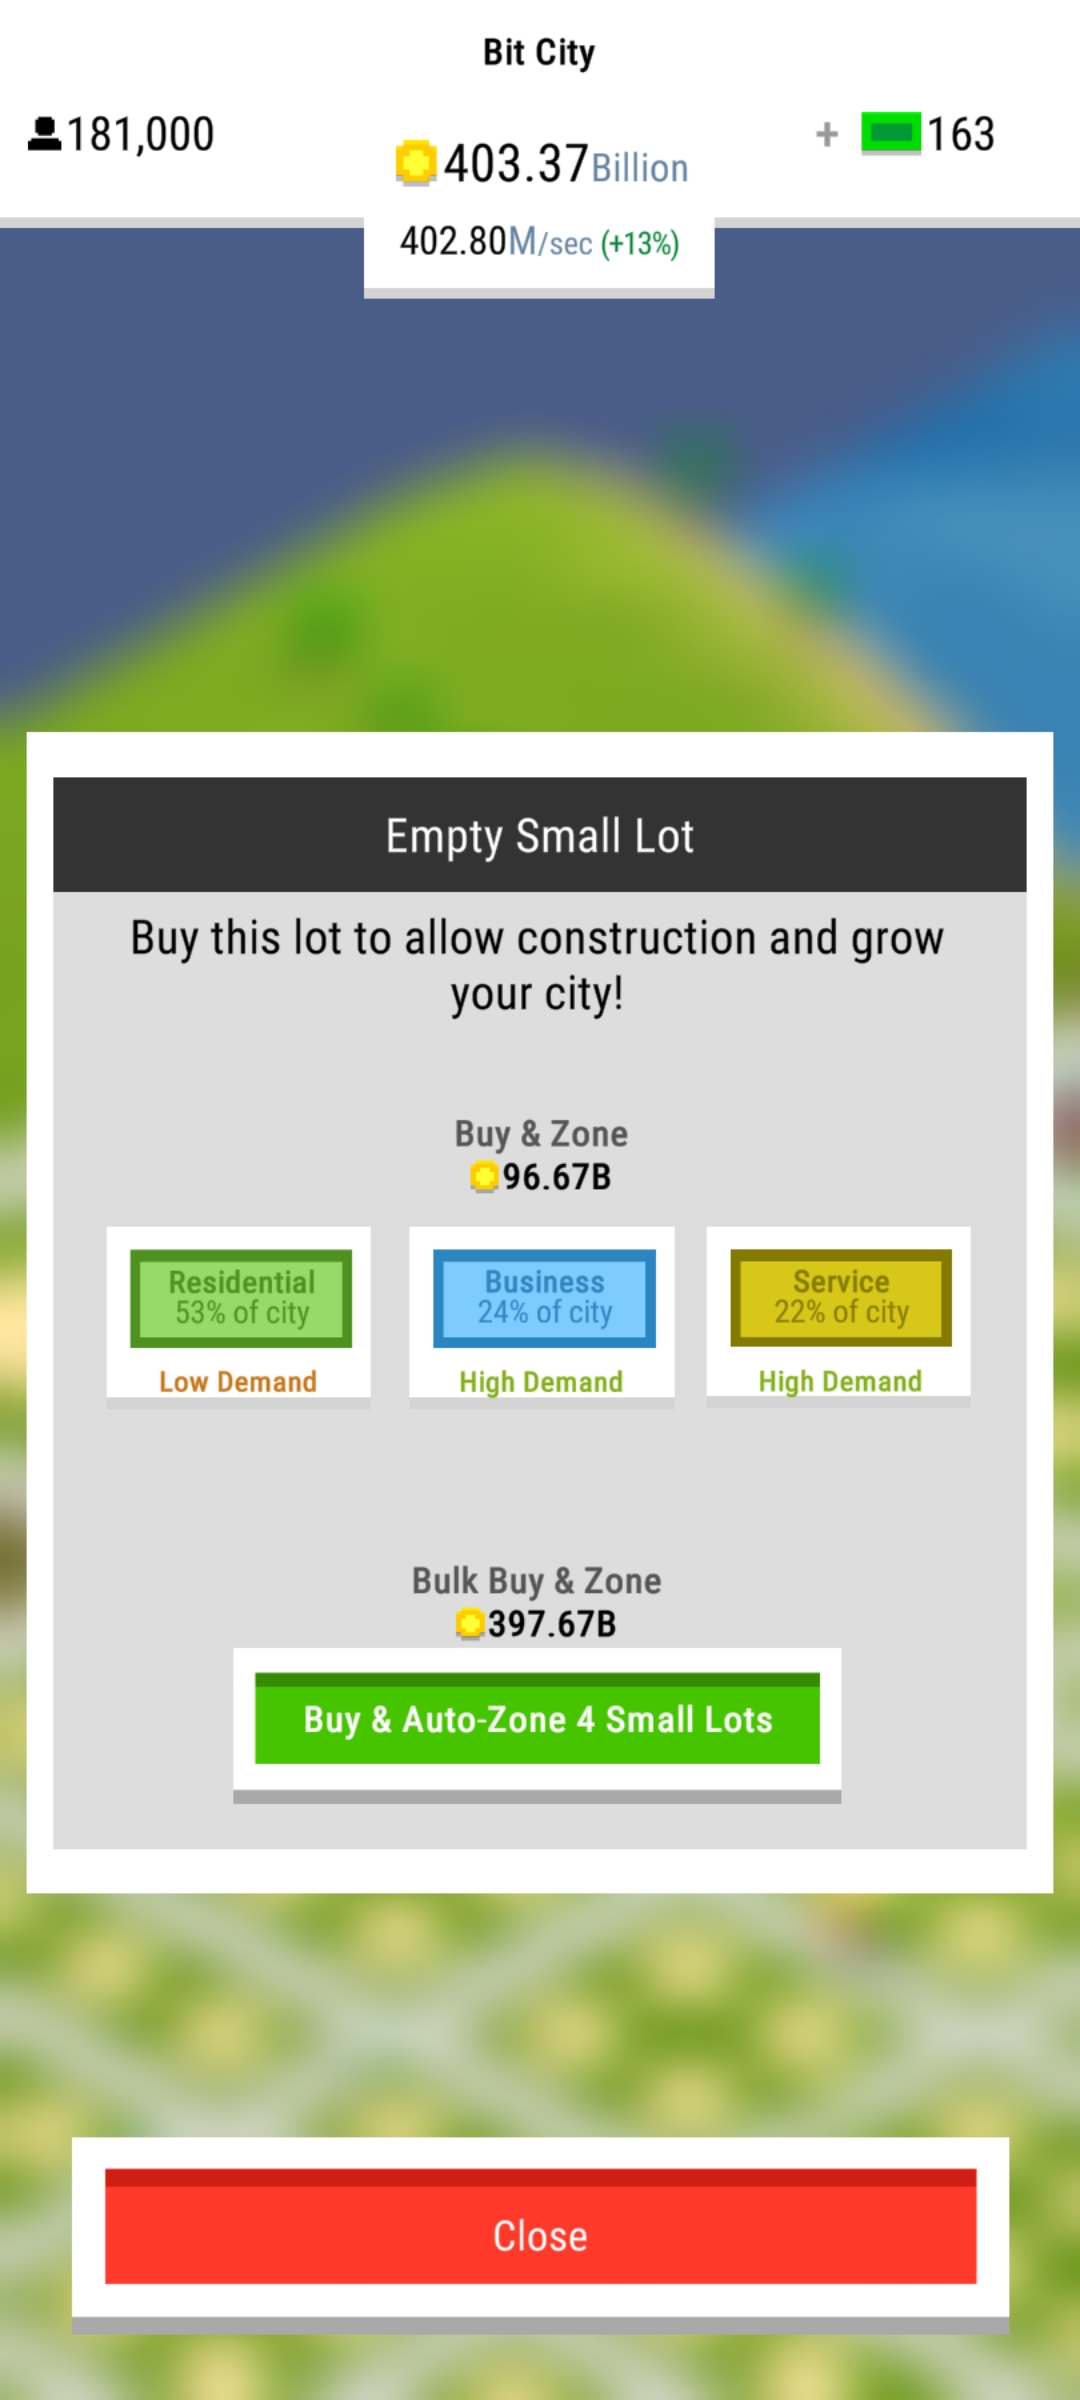 Bit City
181,000
403.37Billion
+ 163
402.80M/sec (+13%)
Empty Small Lot
Buy this lot to allow construction and grow
your city!
Buy & Zone
96.67B
Residential
53% of city
Low Demand
Business
24% of city
High Demand
Service
22% of city
High Demand
Bulk Buy & Zone
397.67B
Buy & Auto-Zone 4 Small Lots
Close